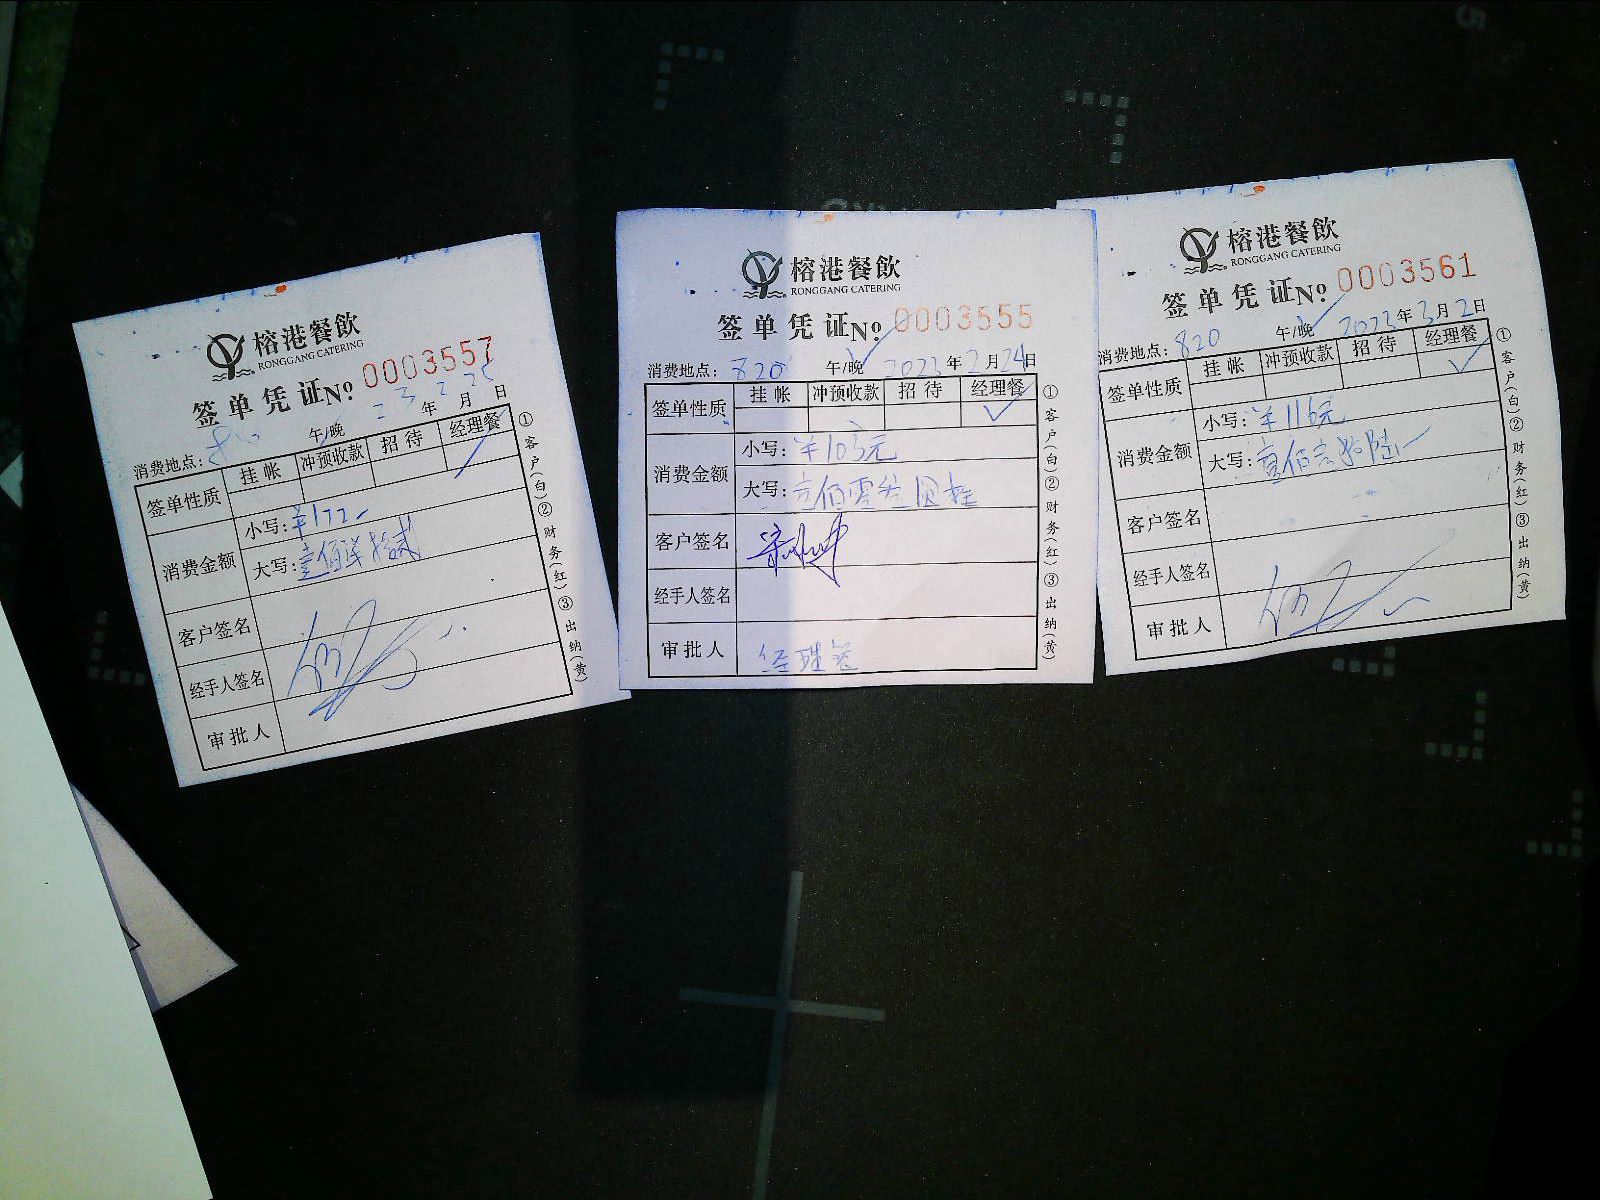 榕港餐飲
RONGGANG CATERING
签单凭证 No. 0003557
年 月 日
消费地点: 午/晚
签单性质 挂帐 冲预收款 招待 经理餐
消费金额
小写: ¥172
大写: 壹佰柒拾贰
客户签名
经手人签名
审批人
①客户(白)②财务(红)③出纳(黄)
榕港餐飲
RONGGANG CATERING
签单凭证 No. 0003555
消费地点: 820 午/晚 2023年2月24日
签单性质 挂帐 冲预收款 招待 经理餐
消费金额
小写: ¥103元
大写: 壹佰零叁圆整
客户签名
经手人签名
审批人 经理餐
①客户(白)②财务(红)③出纳(黄)
榕港餐飲
RONGGANG CATERING
签单凭证 No. 0003561
消费地点: 820 午/晚 2023年3月2日
签单性质 挂帐 冲预收款 招待 经理餐
消费金额
小写: ¥116元
大写: 壹佰壹拾陆
客户签名
经手人签名
审批人
①客户(白)②财务(红)③出纳(黄)